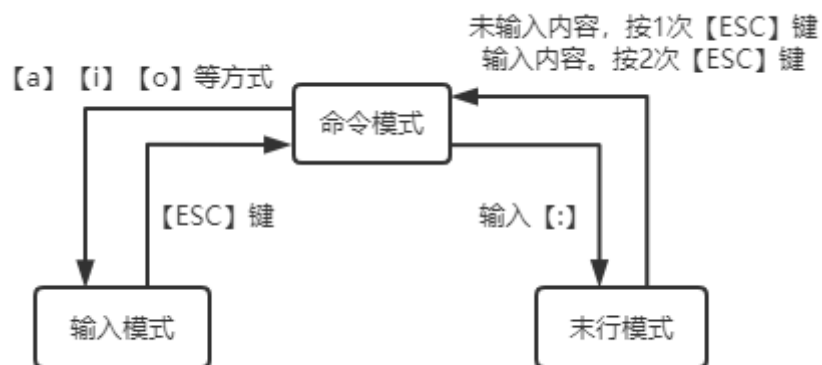 未输入内容，按1次【ESC】键
输入内容。按2次【ESC】键
【a】【i】【o】等方式
命令模式
【ESC】键
输入【:】
输入模式
末行模式